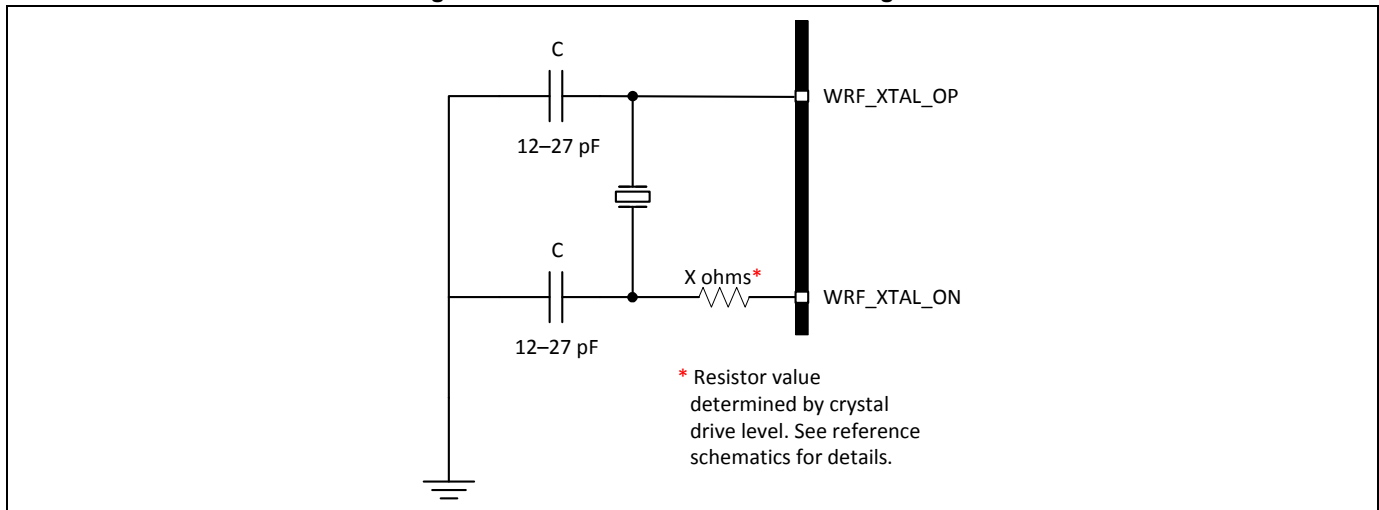 C
WRF_XTAL_OP
12–27 pF
C
X ohms*
WRF_XTAL_ON
12–27 pF
* Resistor value
determined by crystal
drive level. See reference
schematics for details.